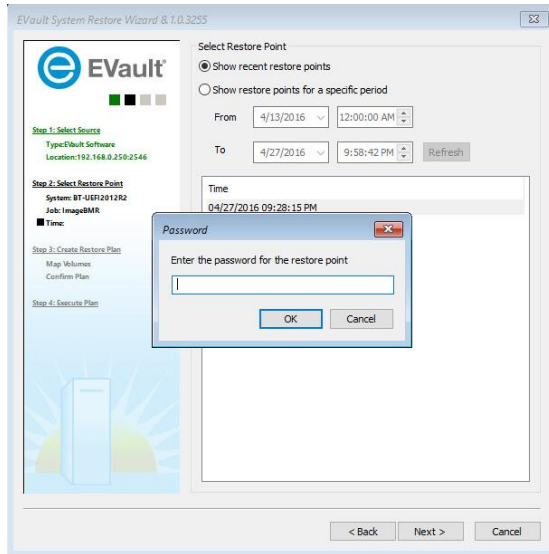 EVault System Restore Wizard 8.1.0.3255
EVault
Step 1: Select Source
Type:EVault Software
Location:192.168.0.250:2546
Step 2: Select Restore Point
System: BT-UEFI2012R2
Job: ImageBMR
Time:
Step 3: Create Restore Plan
Map Volumes
Confirm Plan
Step 4: Execute Plan
Select Restore Point
Show recent restore points
Show restore points for a specific period
From 4/13/2016 12:00:00 AM
To 4/27/2016 9:58:42 PM Refresh
Time
04/27/2016 09:28:15 PM
Password
Enter the password for the restore point
OK Cancel
< Back Next > Cancel